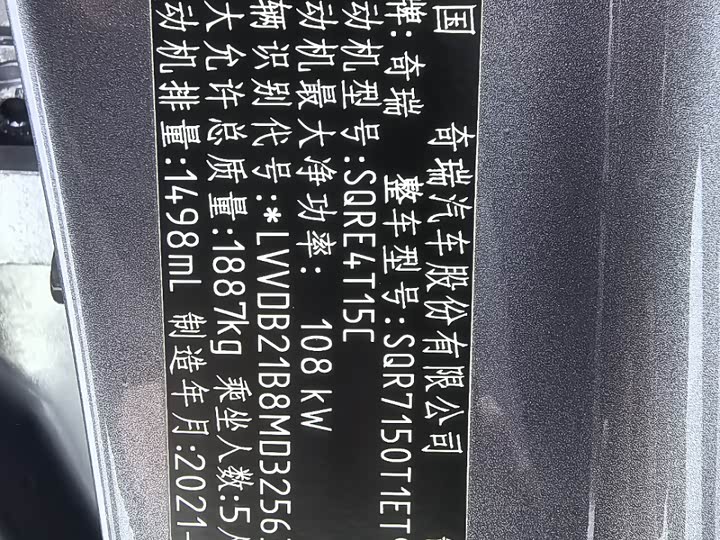 国 奇瑞汽车股份有限公司
牌: 奇瑞 整车型号:SQR7150T1ET
动机型号:SQRE4T15C
动机最大净功率: 108 kW
辆识别代号:*LVVDB21B8MD3256
大允许总质量:1887kg 乘坐人数:5人
动机排量:1498mL 制造年月:2021-